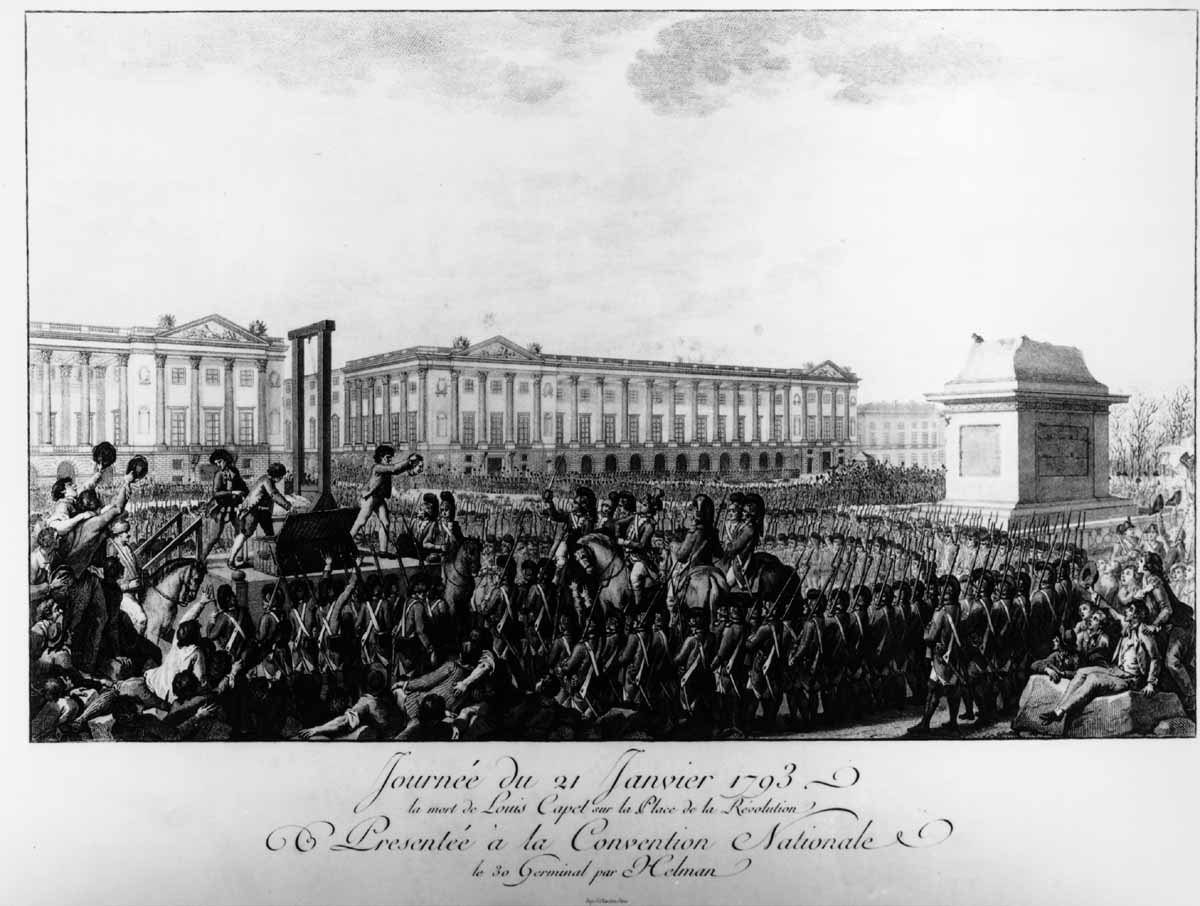 Journée du 21 Janvier 1793
la mort de Louis Capet sur la Place de la Révolution
Presentée à la Convention Nationale
le 30 Germinal par Helman